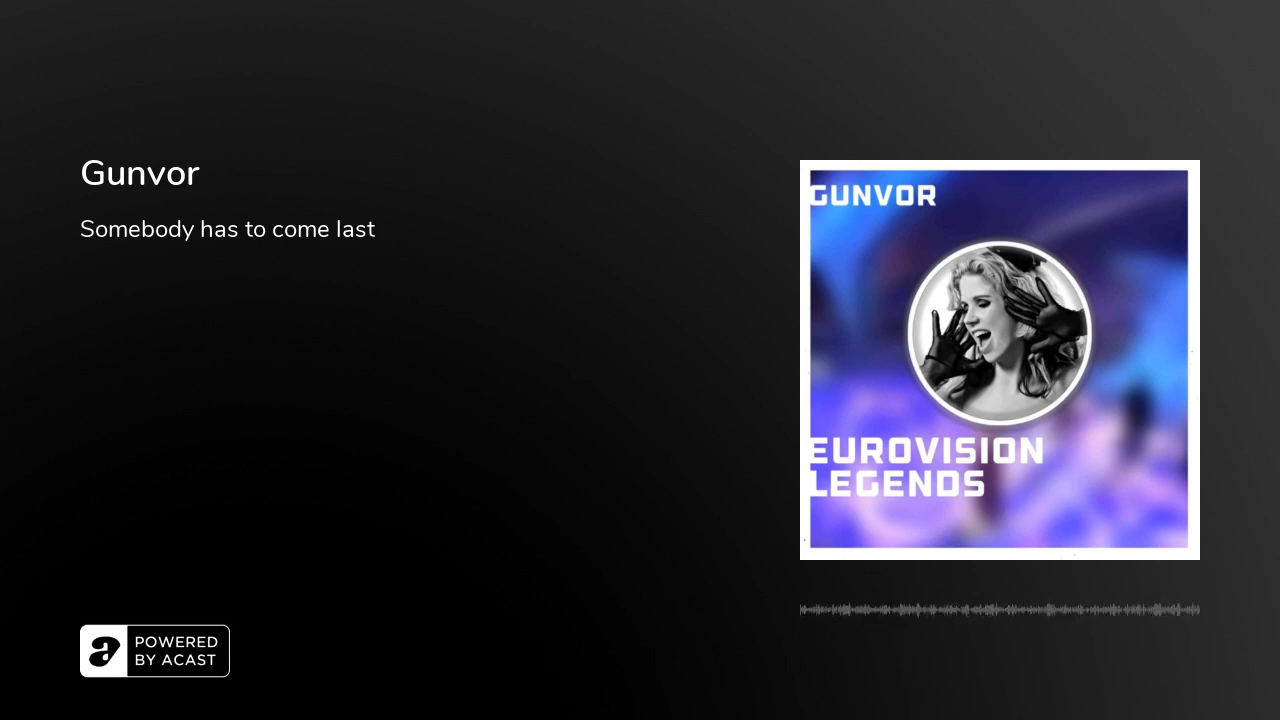 Gunvor
Somebody has to come last
GUNVOR
EUROVISION
LEGENDS
a
POWERED
BY ACAST